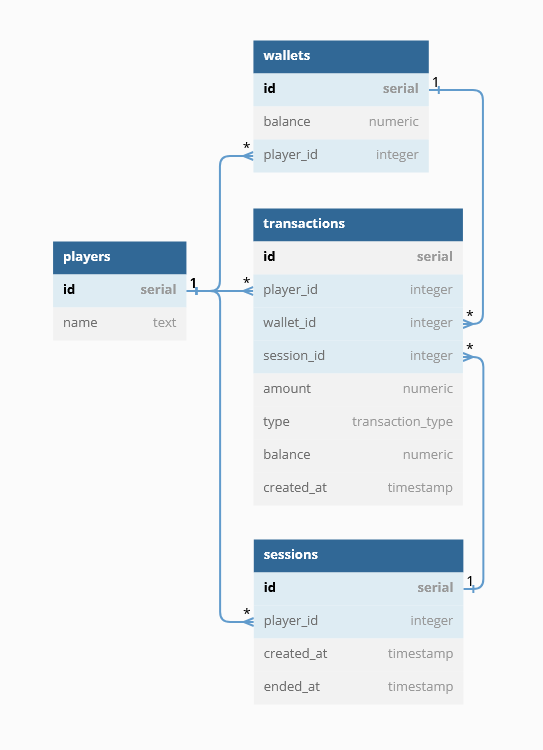 wallets
1
id serial
balance numeric
* player_id integer
transactions
id serial
players
id serial 1
* player_id integer
name text
wallet_id integer *
session_id integer *
amount numeric
type transaction_type
balance numeric
created_at timestamp
sessions
id serial 1
* player_id integer
created_at timestamp
ended_at timestamp